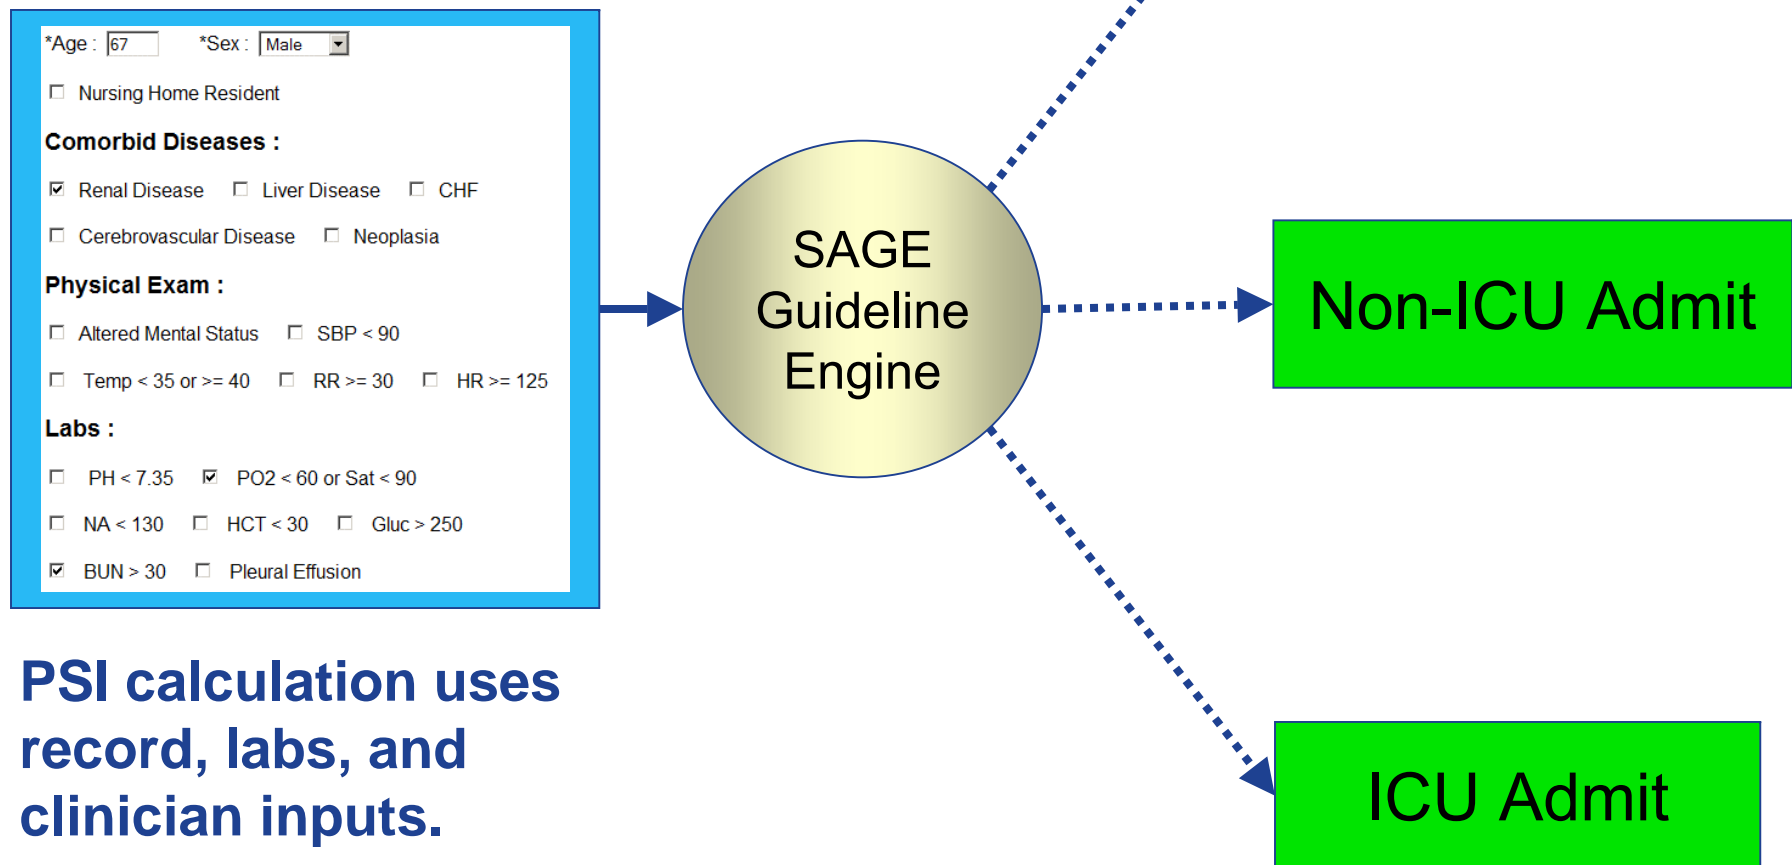 *Age : 67 *Sex : Male
Nursing Home Resident
Comorbid Diseases :
Renal Disease Liver Disease CHF
Cerebrovascular Disease Neoplasia
Physical Exam :
Altered Mental Status SBP < 90
Temp < 35 or >= 40 RR >= 30 HR >= 125
Labs :
PH < 7.35 PO2 < 60 or Sat < 90
NA < 130 HCT < 30 Gluc > 250
BUN > 30 Pleural Effusion
PSI calculation uses
record, labs, and
clinician inputs.
SAGE
Guideline
Engine
Non-ICU Admit
ICU Admit